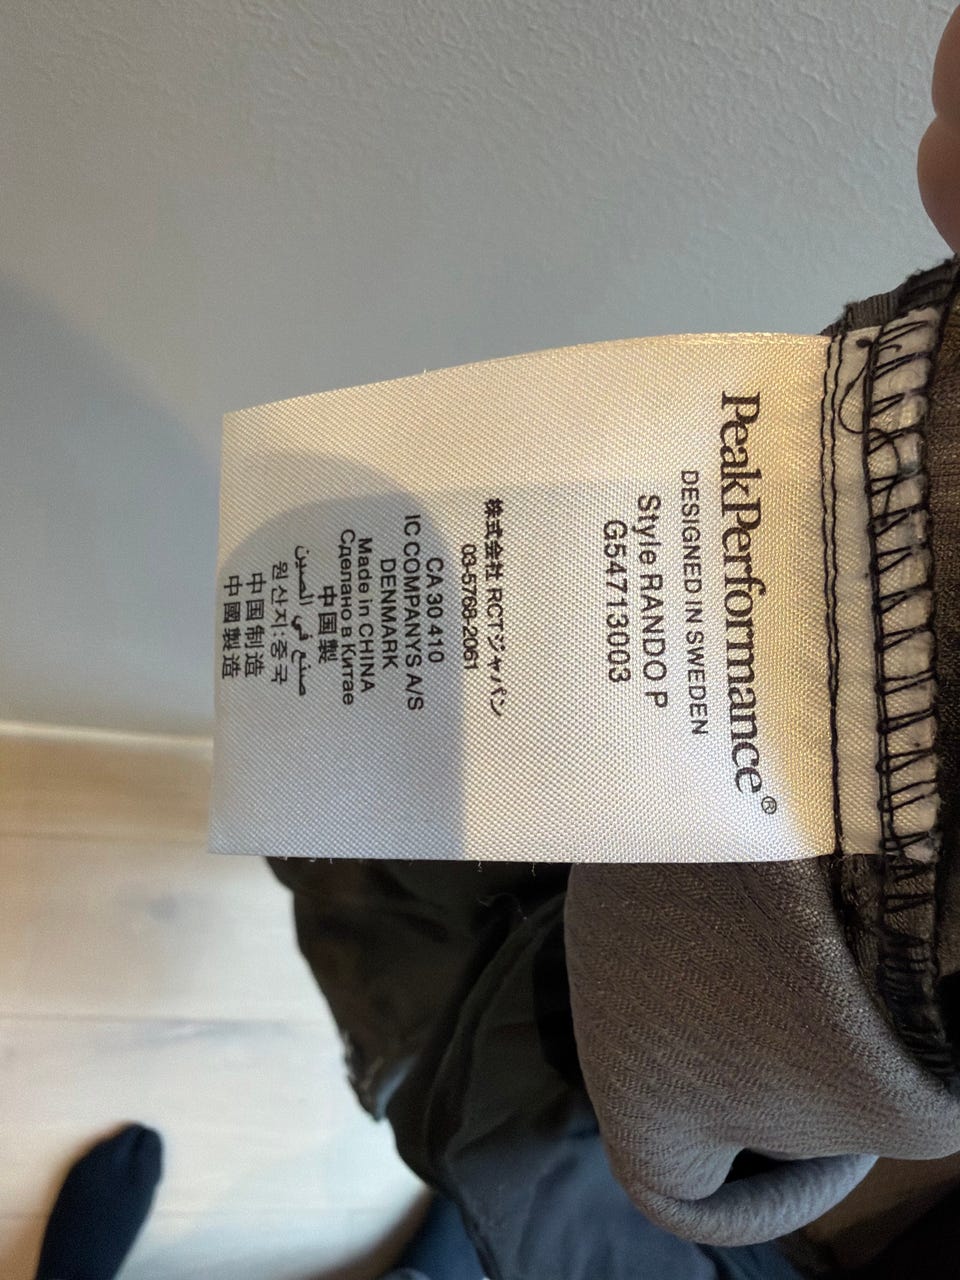 PeakPerformance®
DESIGNED IN SWEDEN
Style RANDO P
G54713003
株式会社 RCTジャパン
03-5768-2061
CA 30 410
IC COMPANYS A/S
DENMARK
中国製
Made in CHINA
Сделано в Китае
صنع في الصين
원산지:중국
中国制造
中國製造